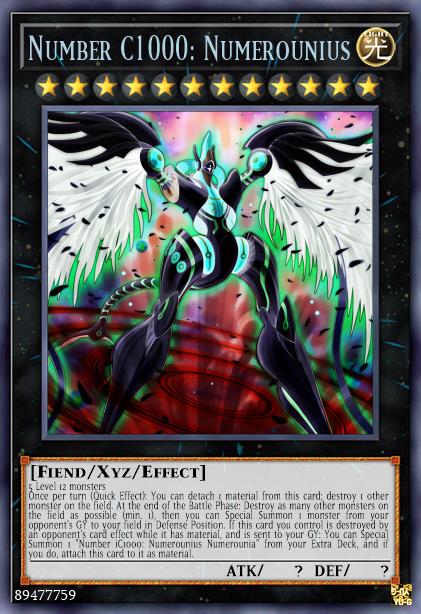 Number C1000: Numerounius
LIGHT
光
[Fiend/Xyz/Effect]
5 Level 12 monsters
Once per turn (Quick Effect): You can detach 1 material from this card; destroy 1 other
monster on the field. At the end of the Battle Phase: Destroy as many other monsters on
the field as possible (min. 1), then you can Special Summon 1 monster from your
opponent's GY to your field in Defense Position. If this card you control is destroyed by
an opponent's card effect while it has material, and is sent to your GY: You can Special
Summon 1 "Number iC1000: Numerounius Numerounia" from your Extra Deck, and if
you do, attach this card to it as material.
ATK/ ? DEF/ ?
89477759